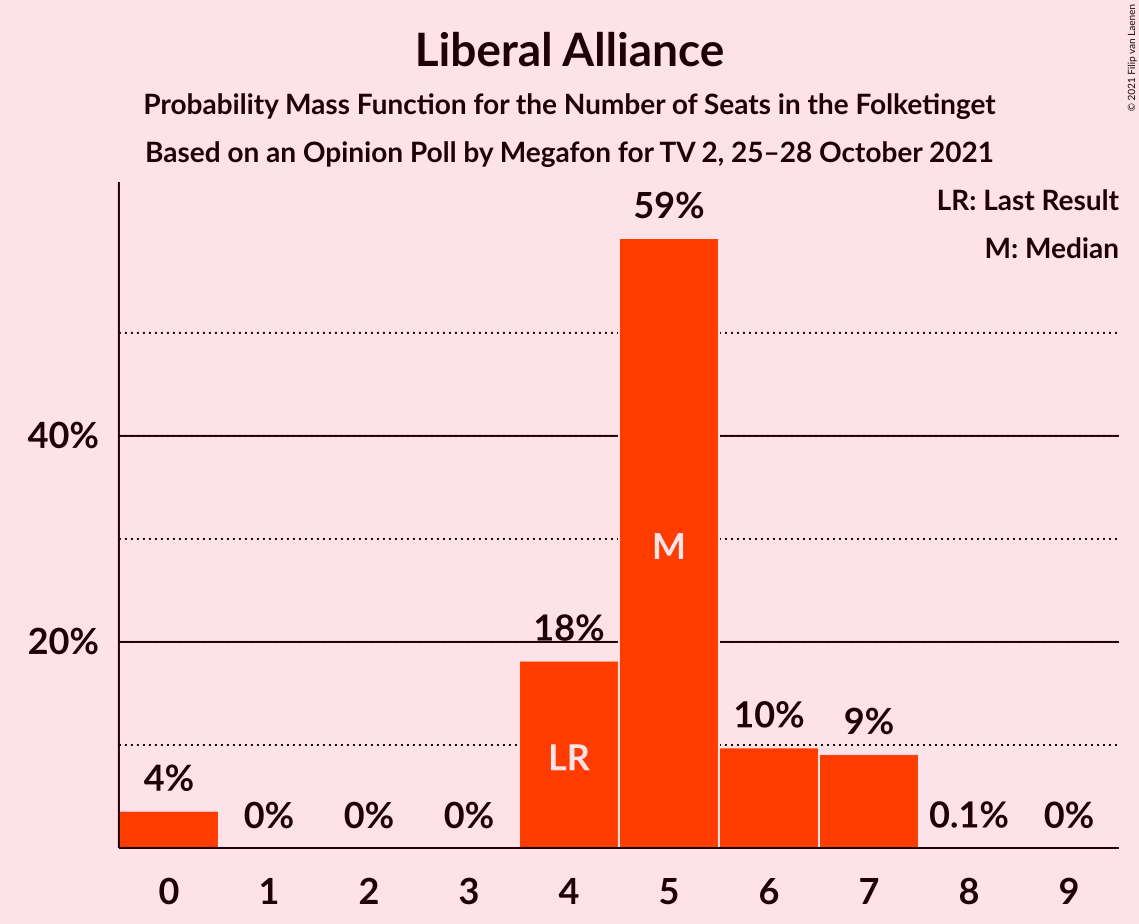 Liberal Alliance
Probability Mass Function for the Number of Seats in the Folketinget
Based on an Opinion Poll by Megafon for TV 2, 25–28 October 2021
© 2021 Filip van Laenen
LR: Last Result
M: Median
59%
40%
M
20%
18%
10%
9%
LR
4%
0%
0%
0%
0.1%
0%
0 1 2 3 4 5 6 7 8 9